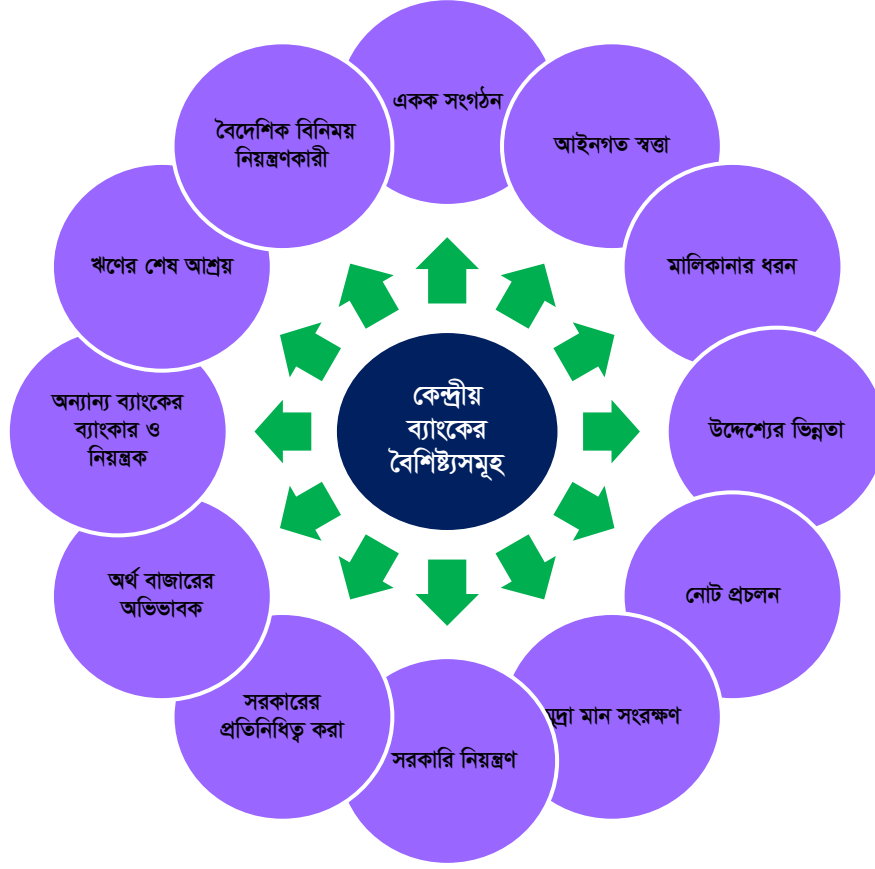 কেন্দ্রীয়
ব্যাংকের
বৈশিষ্ট্যসমূহ
একক সংগঠন
আইনগত স্বত্তা
মালিকানার ধরন
উদ্দেশ্যের ভিন্নতা
নোট প্রচলন
মুদ্রা মান সংরক্ষণ
সরকারি নিয়ন্ত্রণ
সরকারের
প্রতিনিধিত্ব করা
অর্থ বাজারের
অভিভাবক
অন্যান্য ব্যাংকের
ব্যাংকার ও
নিয়ন্ত্রক
ঋণের শেষ আশ্রয়
বৈদেশিক বিনিময়
নিয়ন্ত্রণকারী